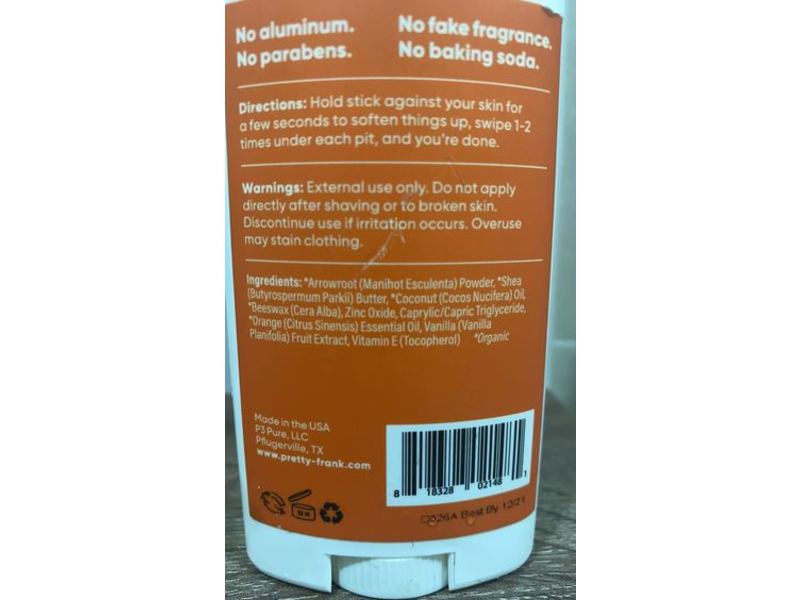 No aluminum. No fake fragrance.
No parabens. No baking soda.
Directions: Hold stick against your skin for
a few seconds to soften things up, swipe 1-2
times under each pit, and you're done.
Warnings: External use only. Do not apply
directly after shaving or to broken skin.
Discontinue use if irritation occurs. Overuse
may stain clothing.
Ingredients: *Arrowroot (Manihot Esculenta) Powder, *Shea
(Butyrospermum Parkii) Butter, *Coconut (Cocos Nucifera) Oil,
*Beeswax (Cera Alba), Zinc Oxide, Caprylic/Capric Triglyceride,
*Orange (Citrus Sinensis) Essential Oil, Vanilla (Vanilla
Planifolia) Fruit Extract, Vitamin E (Tocopherol) *Organic
Made in the USA
P3 Pure, LLC
Pflugerville, TX
www.pretty-frank.com
8 18328 02148 1
Best By 12/21